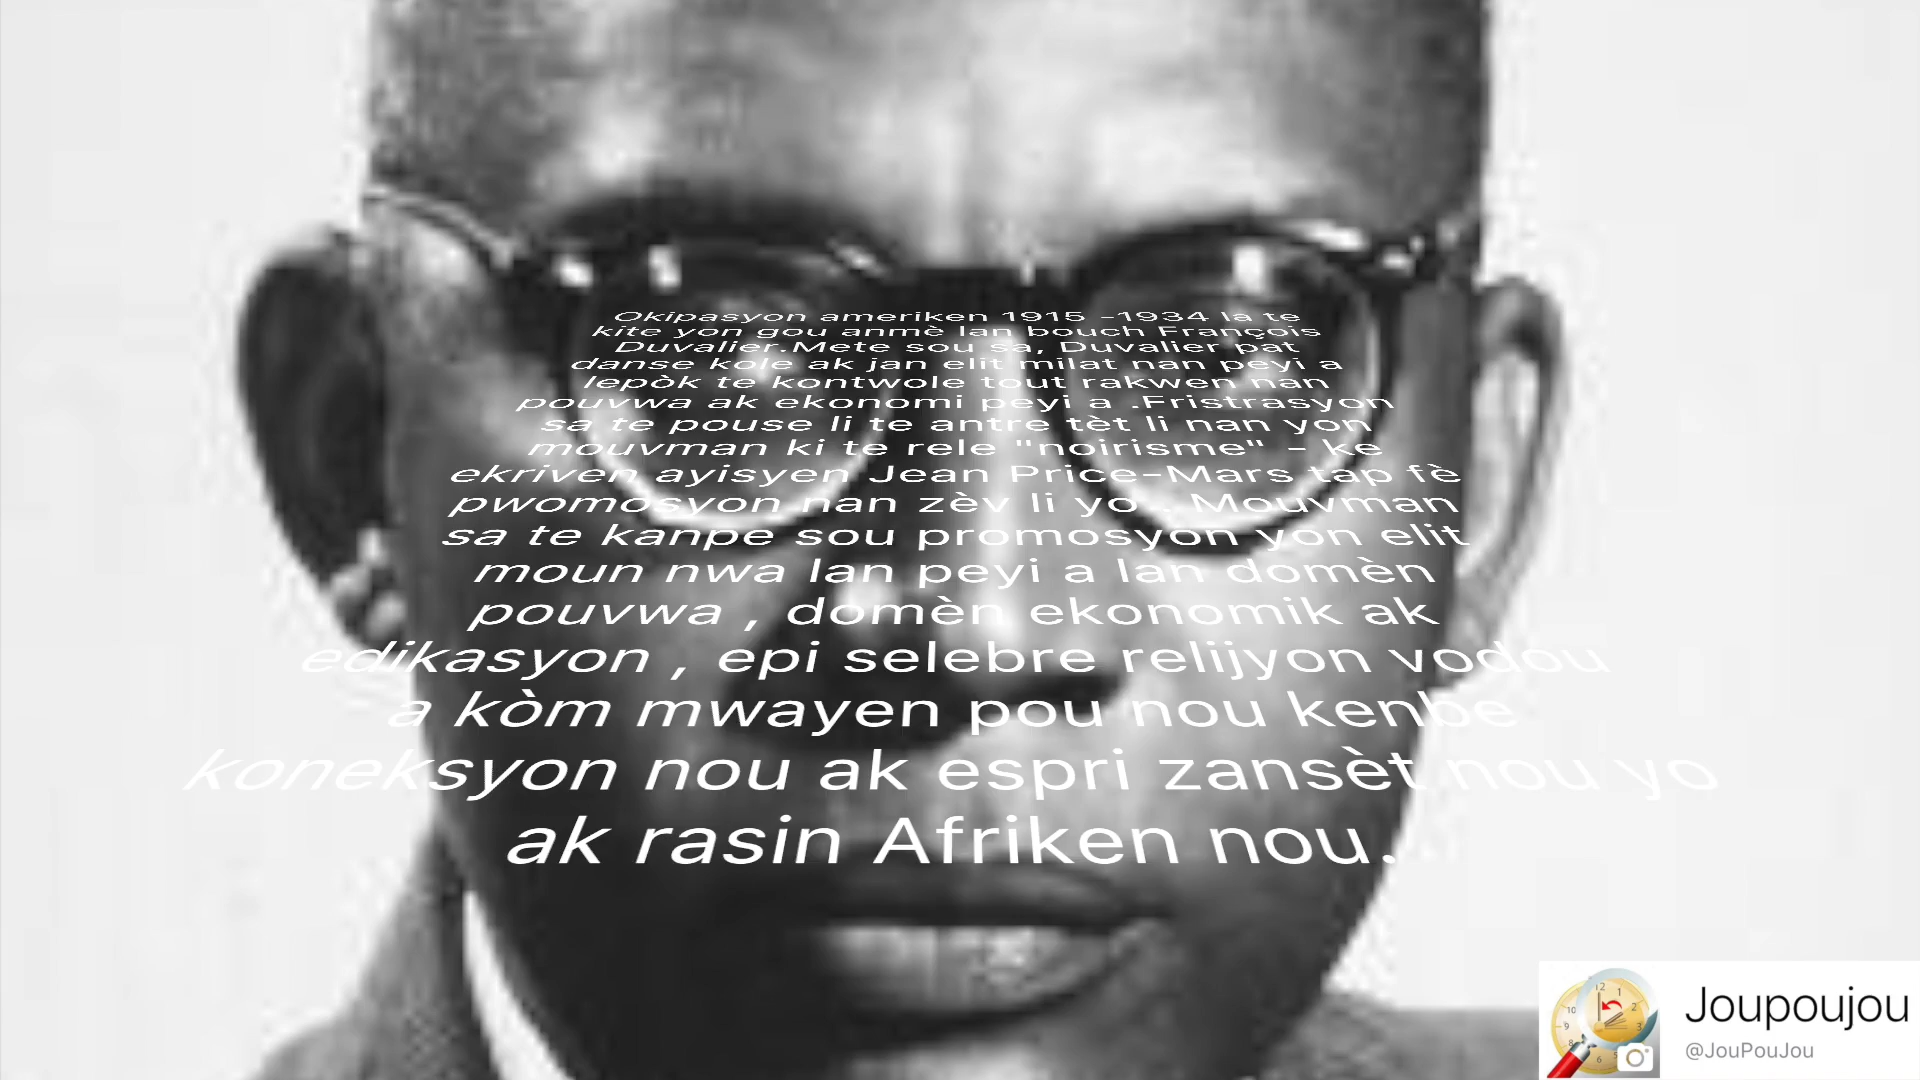 Okipasyon ameriken 1915 -1934 la te
kite yon gou anmè lan bouch François
Duvalier.Mete sou sa, Duvalier pat
danse kole ak jan elit milat nan peyi a
lepòk te kontwole tout rakwen nan
pouvwa ak ekonomi peyi a .Fristrasyon
sa te pouse li te antre tèt li nan yon
mouvman ki te rele "noirisme" - ke
ekriven ayisyen Jean Price-Mars tap fè
pwomosyon nan zèv li yo . Mouvman
sa te kanpe sou promosyon yon elit
moun nwa lan peyi a lan domèn
pouvwa , domèn ekonomik ak
edikasyon , epi selebre relijyon vodou
a kòm mwayen pou nou kenbe
koneksyon nou ak espri zansèt nou yo
ak rasin Afriken nou.
Joupoujou
@JouPouJou